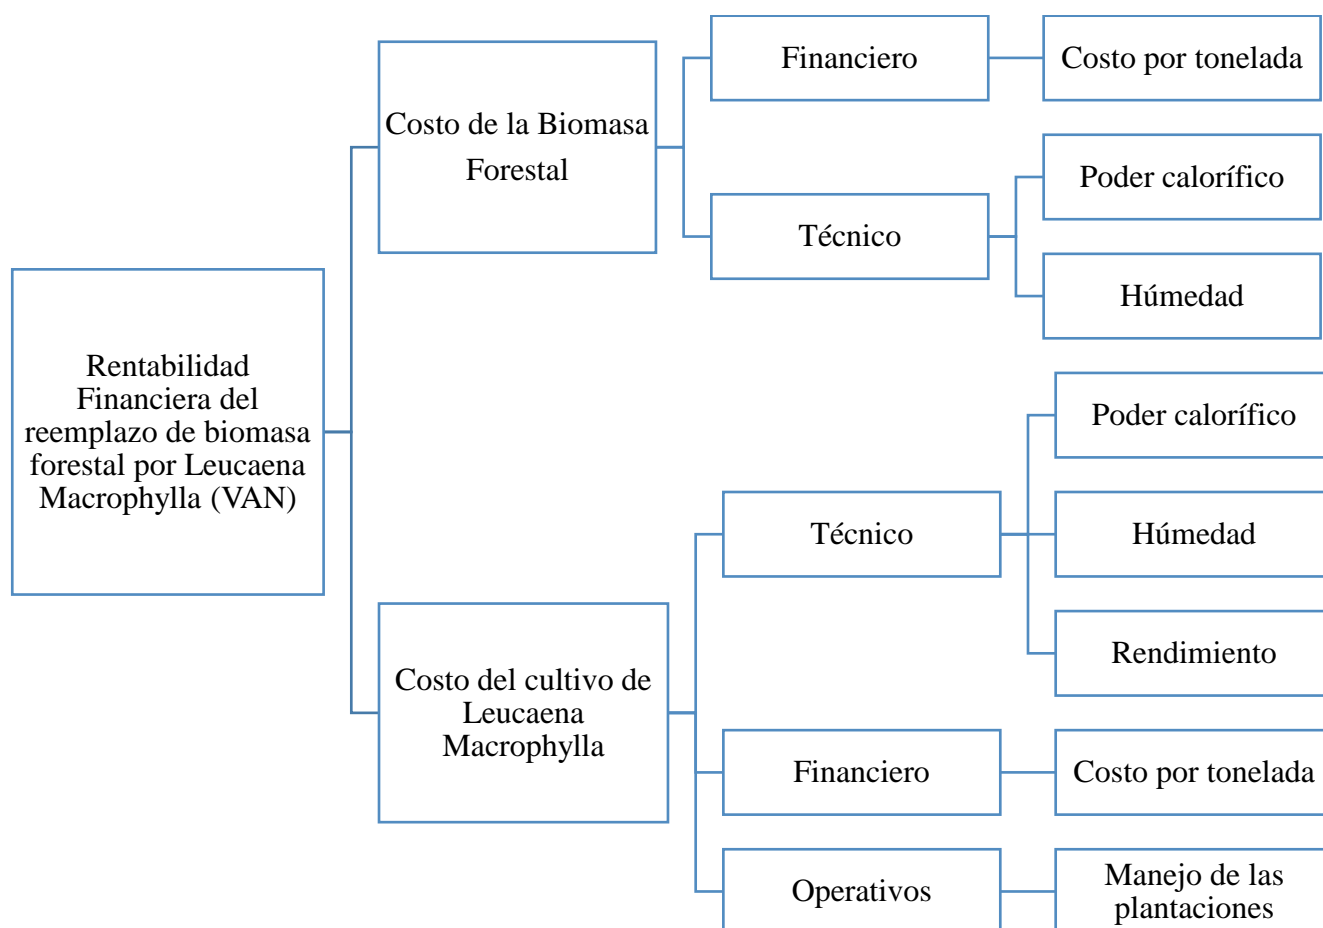 Rentabilidad
Financiera del
reemplazo de biomasa
forestal por Leucaena
Macrophylla (VAN)
Costo de la Biomasa
Forestal
Financiero
Costo por tonelada
Técnico
Poder calorífico
Húmedad
Costo del cultivo de
Leucaena
Macrophylla
Técnico
Poder calorífico
Húmedad
Rendimiento
Financiero
Costo por tonelada
Operativos
Manejo de las
plantaciones